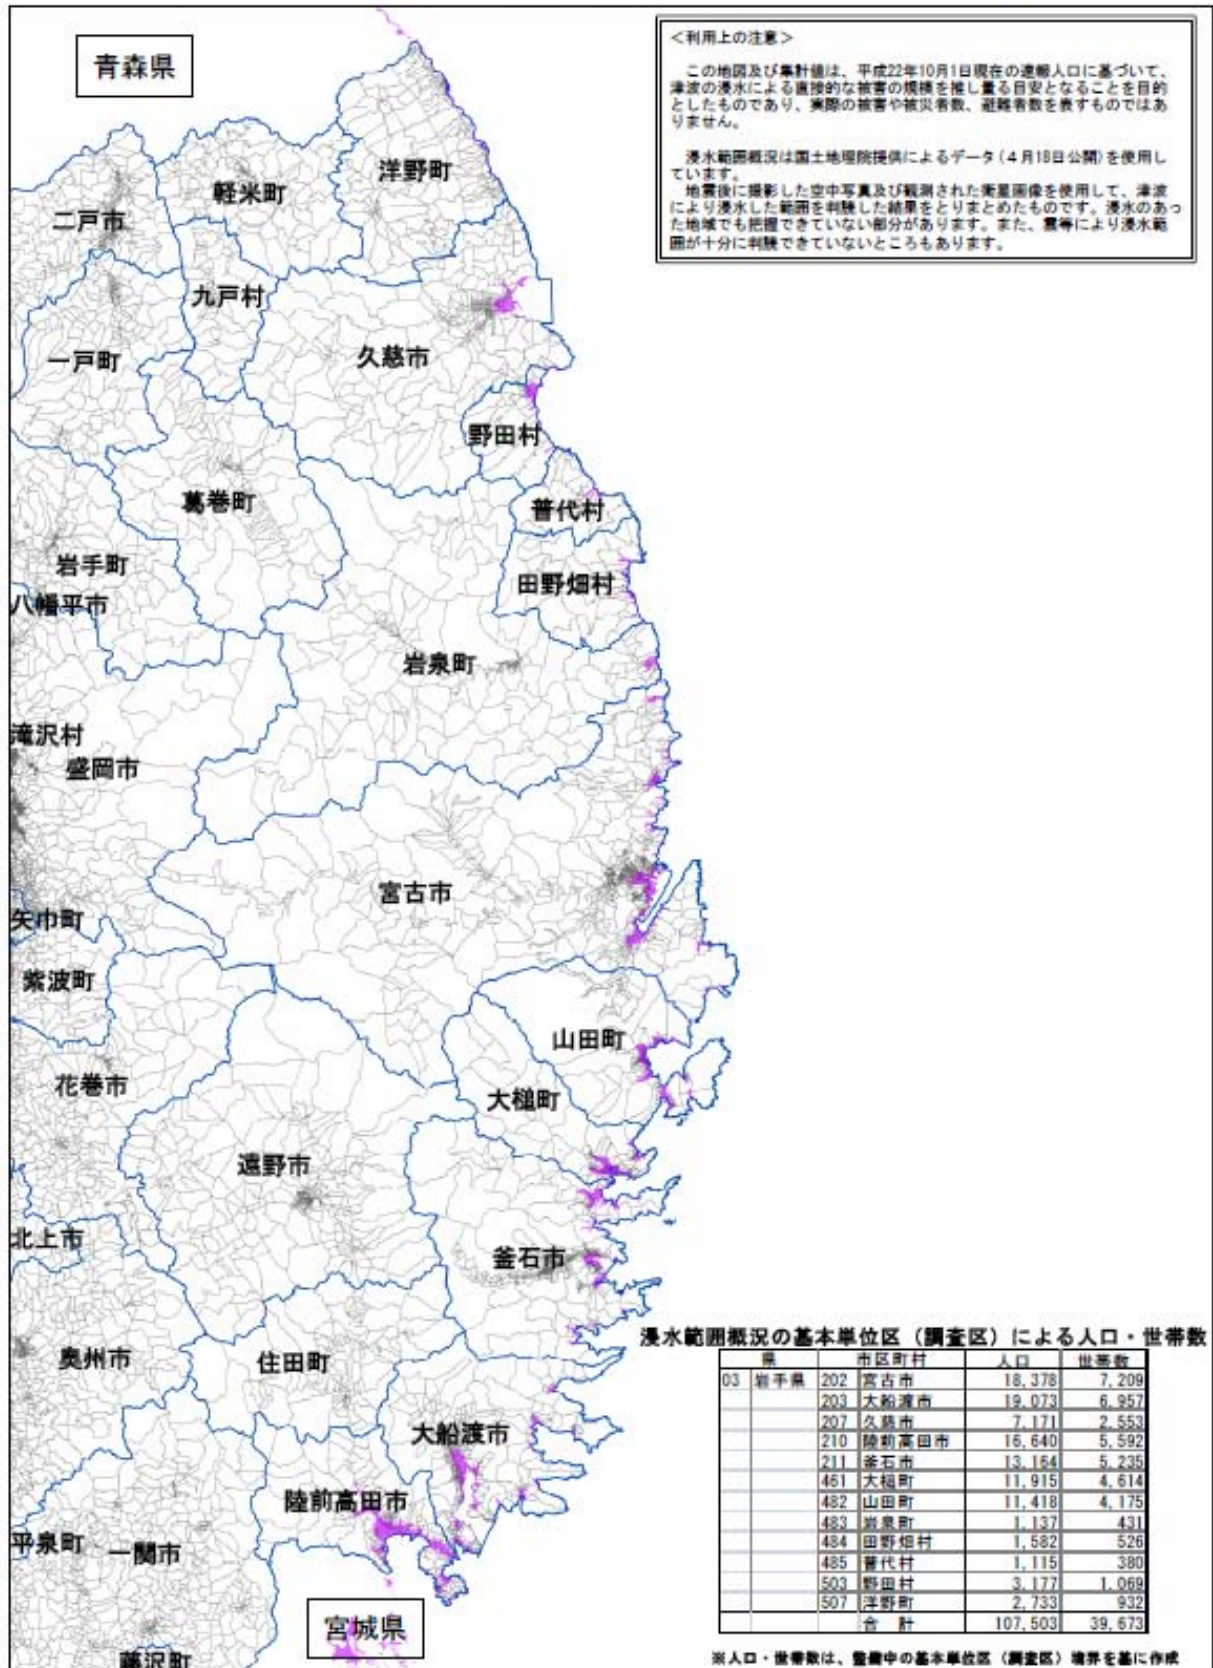 青森県
＜利用上の注意＞
この地図及び集計値は、平成22年10月1日現在の速報人口に基づいて、
津波の浸水による直接的な被害の規模を推し量る目安となることを目的
としたものであり、実際の被害や被災者数、避難者数を表すものではあ
りません。
浸水範囲概況は国土地理院提供によるデータ(４月18日公開)を使用し
ています。
地震後に撮影した空中写真及び観測された衛星画像を使用して、津波
により浸水した範囲を判読した結果をとりまとめたものです。浸水のあっ
た地域でも把握できていない部分があります。また、雲等により浸水範
囲が十分に判読できていないところもあります。
洋野町
軽米町
二戸市
九戸村
久慈市
一戸町
野田村
葛巻町
普代村
岩手町
田野畑村
八幡平市
岩泉町
滝沢村
盛岡市
宮古市
矢巾町
紫波町
山田町
花巻市
大槌町
遠野市
北上市
釜石市
奥州市
住田町
大船渡市
陸前高田市
平泉町
一関市
宮城県
藤沢町
浸水範囲概況の基本単位区（調査区）による人口・世帯数
県 市区町村 人口 世帯数
03 岩手県 202 宮古市 18,378 7,209
203 大船渡市 19,073 6,957
207 久慈市 7,171 2,553
210 陸前高田市 16,640 5,592
211 釜石市 13,164 5,235
461 大槌町 11,915 4,614
482 山田町 11,418 4,175
483 岩泉町 1,137 431
484 田野畑村 1,582 526
485 普代村 1,115 380
503 野田村 3,177 1,069
507 洋野町 2,733 932
合計 107,503 39,673
※人口・世帯数は、整備中の基本単位区（調査区）境界を基に作成